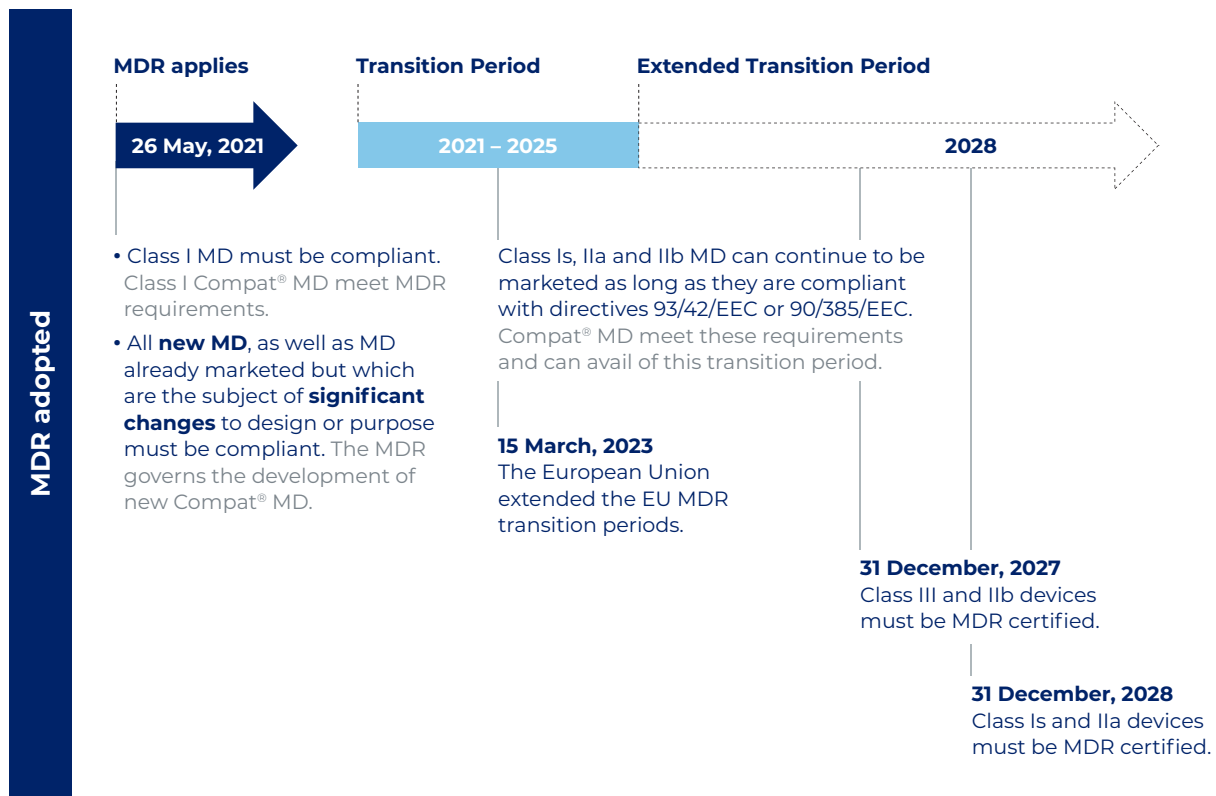 MDR adopted
MDR applies
26 May, 2021
• Class I MD must be compliant.
Class I Compat® MD meet MDR
requirements.
• All new MD, as well as MD
already marketed but which
are the subject of significant
changes to design or purpose
must be compliant. The MDR
governs the development of
new Compat® MD.
Transition Period
2021 – 2025
Extended Transition Period
2028
Class Is, IIa and IIb MD can continue to be
marketed as long as they are compliant
with directives 93/42/EEC or 90/385/EEC.
Compat® MD meet these requirements
and can avail of this transition period.
15 March, 2023
The European Union
extended the EU MDR
transition periods.
31 December, 2027
Class III and IIb devices
must be MDR certified.
31 December, 2028
Class Is and IIa devices
must be MDR certified.